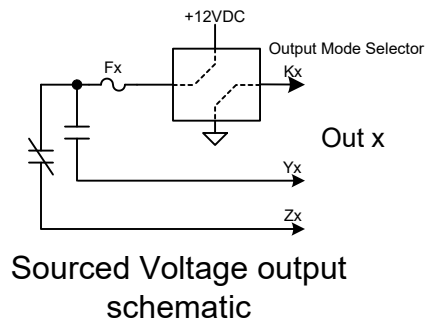 +12VDC
Output Mode Selector
Fx
Kx
Out x
Yx
Zx
Sourced Voltage output
schematic